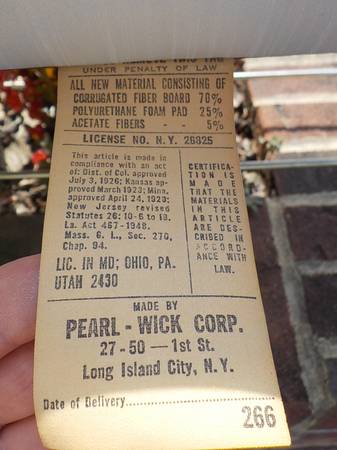 REMOVE THIS TAG
UNDER PENALTY OF LAW
ALL NEW MATERIAL CONSISTING OF
CORRUGATED FIBER BOARD 70%
POLYURETHANE FOAM PAD 25%
ACETATE FIBERS - - 5%
LICENSE NO. N.Y. 26825
This article is made in
compliance with an act
of: Dist. of Col. approved
July 3, 1926; Kansas ap-
proved March 1923; Minn.
approved April 24, 1923;
New Jersey revised
Statutes 26: 10-6 to 18.
La. Act 467-1948.
Mass. G. L., Sec. 270,
Chap. 94.
LIC. IN MD; OHIO, PA.
UTAH 2430
CERTIFICA-
TION IS
MADE
THAT THE
MATERIALS
IN THIS
ARTICLE
ARE DES-
CRIBED IN
ACCORD-
ANCE WITH
LAW.
MADE BY
PEARL - WICK CORP.
27-50 — 1st St.
Long Island City, N.Y.
Date of Delivery
266